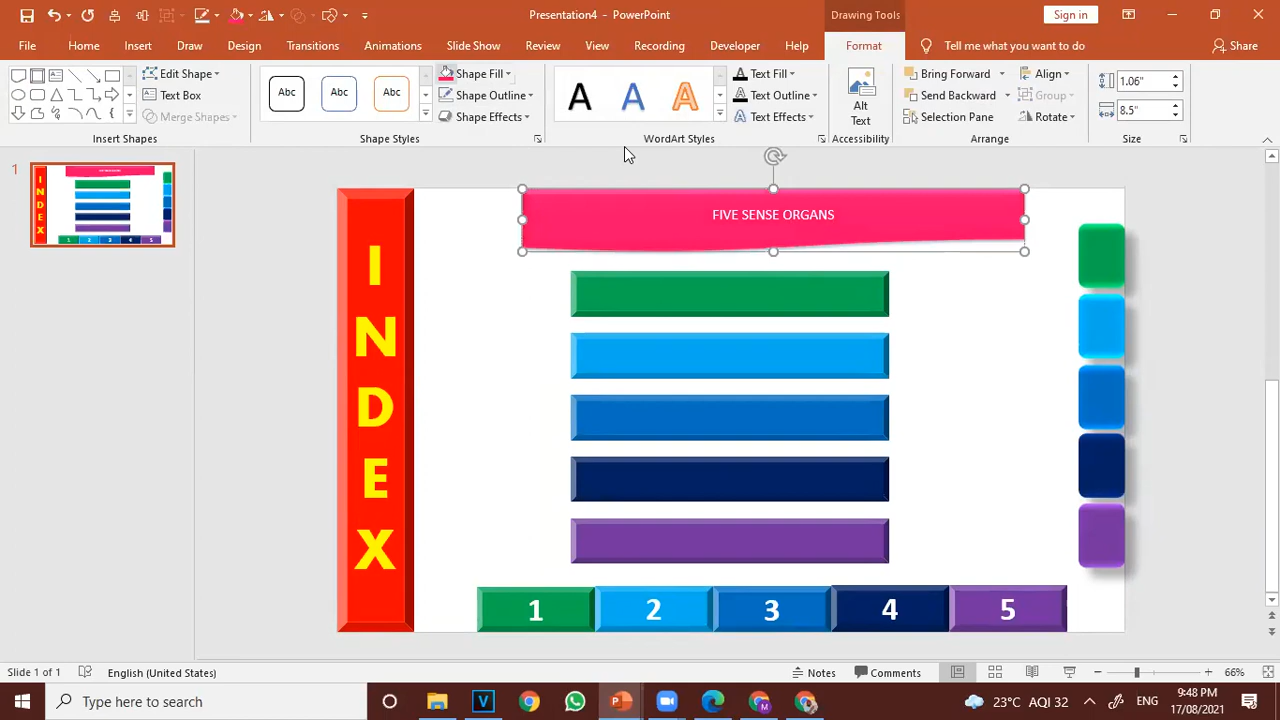 Presentation4 - PowerPoint
Drawing Tools
Sign in
File
Home
Insert
Draw
Design
Transitions
Animations
Slide Show
Review
View
Recording
Developer
Help
Format
Tell me what you want to do
Share
Edit Shape
Text Box
Merge Shapes
Insert Shapes
Abc
Abc
Abc
Shape Fill
Shape Outline
Shape Effects
Shape Styles
A
A
A
Text Fill
Text Outline
Text Effects
WordArt Styles
Alt
Text
Accessibility
Bring Forward
Send Backward
Selection Pane
Align
Group
Rotate
Arrange
1.06"
8.5"
Size
1
I
N
D
E
X
FIVE SENSE ORGANS
1
2
3
4
5
Slide 1 of 1
English (United States)
Notes
Comments
66%
Type here to search
23°C AQI 32
ENG
9:48 PM
17/08/2021